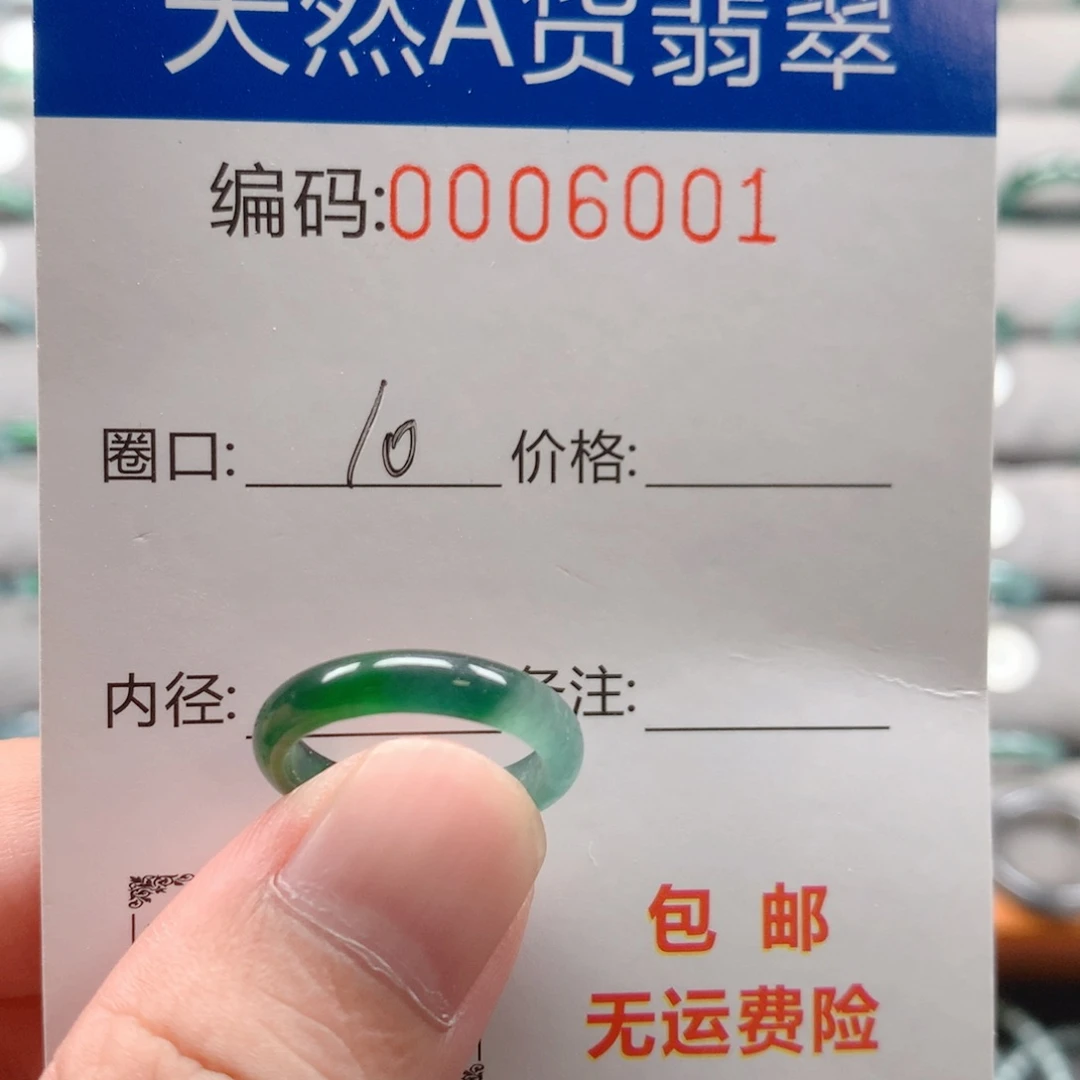 天然A货翡翠
编码:0006001
圈口: 10 价格:
内径: 备注:
包 邮
无运费险